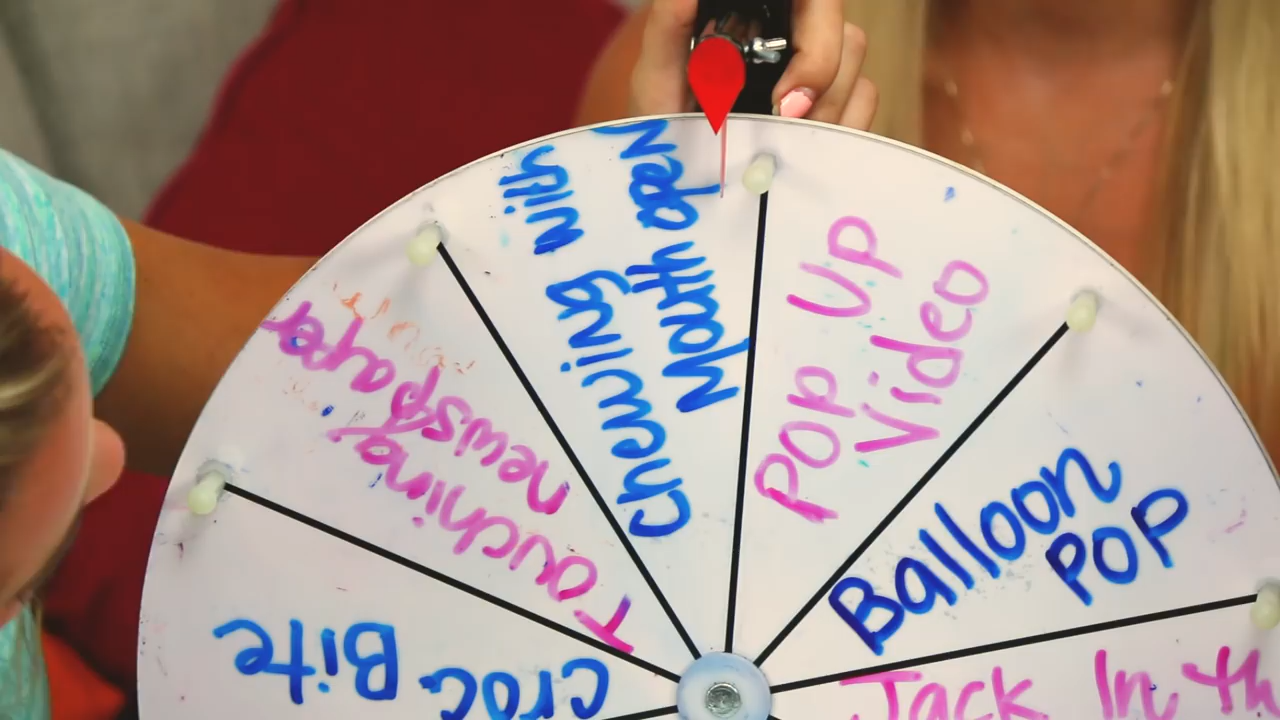 croc Bite
Touching
newspaper
chewing with
Mouth open
POP UP
Video
Balloon
POP
Jack In th